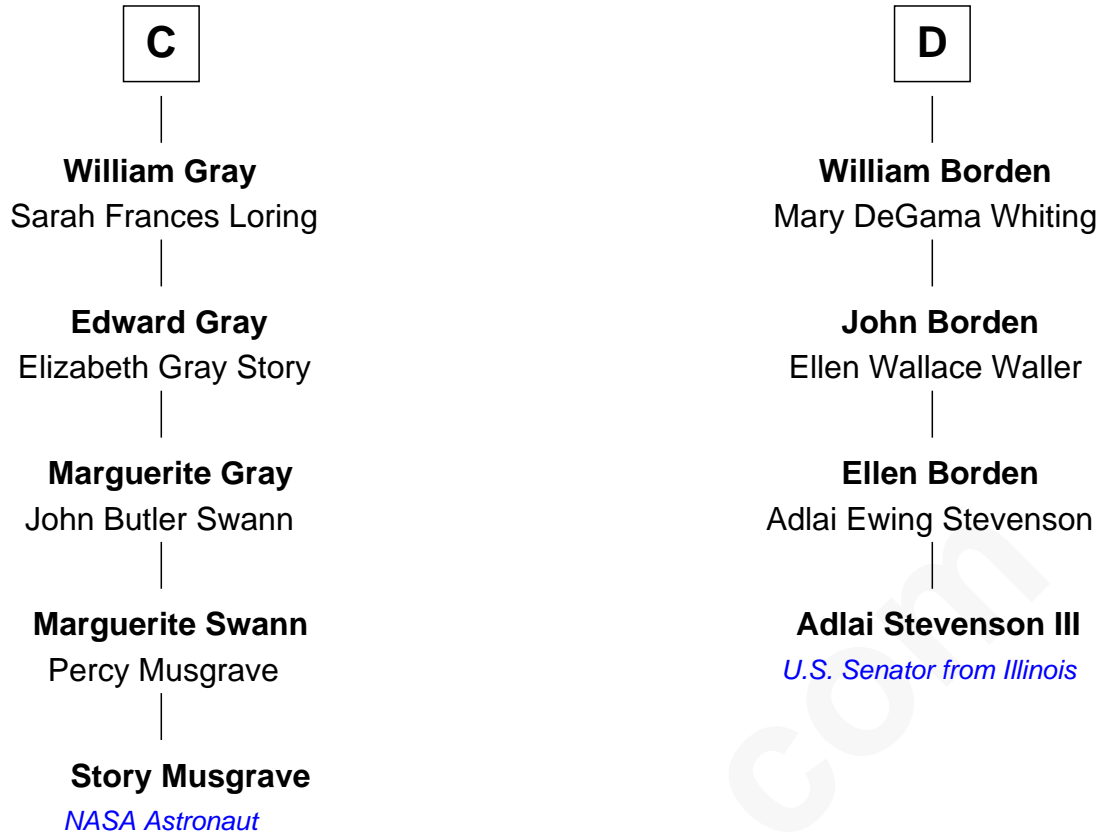 C
William Gray
Sarah Frances Loring
Edward Gray
Elizabeth Gray Story
Marguerite Gray
John Butler Swann
Marguerite Swann
Percy Musgrave
Story Musgrave
NASA Astronaut
D
William Borden
Mary DeGama Whiting
John Borden
Ellen Wallace Waller
Ellen Borden
Adlai Ewing Stevenson
Adlai Stevenson III
U.S. Senator from Illinois
com